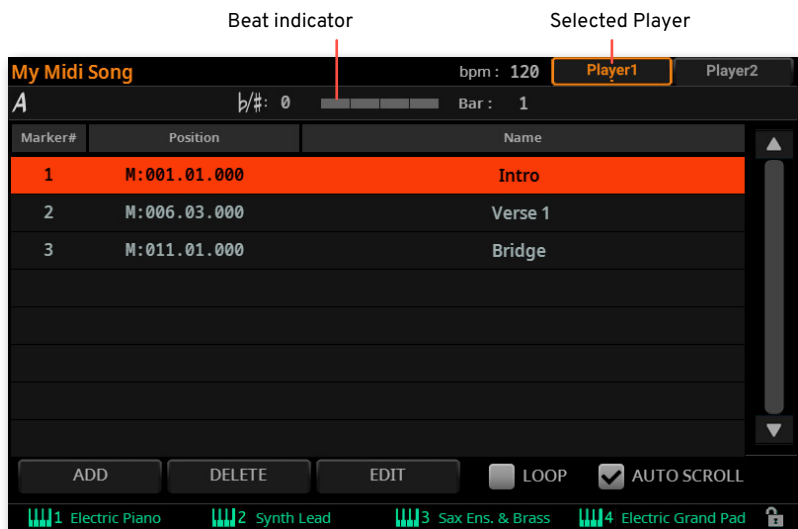 Beat indicator Selected Player
My Midi Song bpm: 120 Player1 Player2
A b/#: 0 Bar: 1
Marker# Position Name
1 M:001.01.000 Intro
2 M:006.03.000 Verse 1
3 M:011.01.000 Bridge
ADD DELETE EDIT LOOP AUTO SCROLL
1 Electric Piano 2 Synth Lead 3 Sax Ens. & Brass 4 Electric Grand Pad